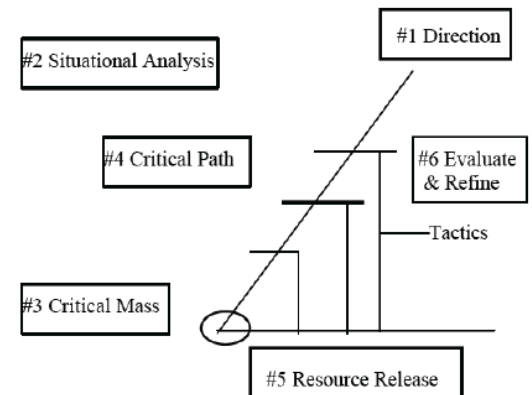 #1 Direction
#2 Situational Analysis
#4 Critical Path
#6 Evaluate
& Refine
Tactics
#3 Critical Mass
#5 Resource Release